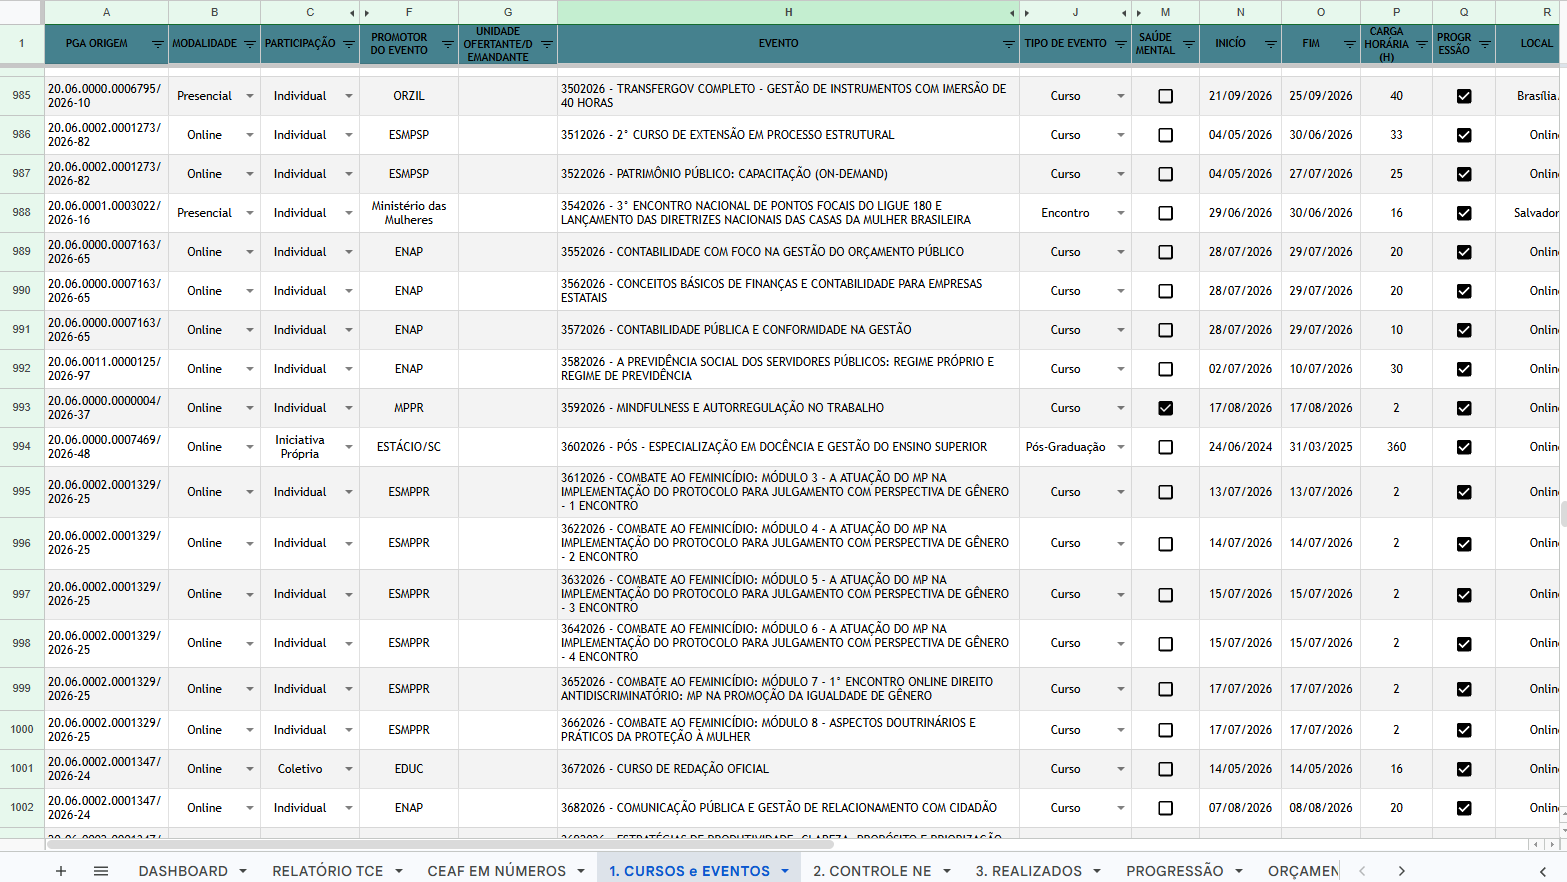 A B C F G H J M N O P Q R
1 PGA ORIGEM MODALIDADE PARTICIPAÇÃO PROMOTOR DO EVENTO UNIDADE OFERTANTE/D EMANDANTE EVENTO TIPO DE EVENTO SAÚDE MENTAL INICÍO FIM CARGA HORÁRIA (H) PROGR ESSÃO LOCAL
985 20.06.0000.0006795/ 2026-10 Presencial Individual ORZIL 3502026 - TRANSFERGOV COMPLETO - GESTÃO DE INSTRUMENTOS COM IMERSÃO DE 40 HORAS Curso 21/09/2026 25/09/2026 40 Brasília
986 20.06.0002.0001273/ 2026-82 Online Individual ESMPSP 3512026 - 2° CURSO DE EXTENSÃO EM PROCESSO ESTRUTURAL Curso 04/05/2026 30/06/2026 33 Onlin
987 20.06.0002.0001273/ 2026-82 Online Individual ESMPSP 3522026 - PATRIMÔNIO PÚBLICO: CAPACITAÇÃO (ON-DEMAND) Curso 04/05/2026 27/07/2026 25 Onlin
988 20.06.0001.0003022/ 2026-16 Presencial Individual Ministério das Mulheres 3542026 - 3° ENCONTRO NACIONAL DE PONTOS FOCAIS DO LIGUE 180 E LANÇAMENTO DAS DIRETRIZES NACIONAIS DAS CASAS DA MULHER BRASILEIRA Encontro 29/06/2026 30/06/2026 16 Salvador
989 20.06.0000.0007163/ 2026-65 Online Individual ENAP 3552026 - CONTABILIDADE COM FOCO NA GESTÃO DO ORÇAMENTO PÚBLICO Curso 28/07/2026 29/07/2026 20 Onlin
990 20.06.0000.0007163/ 2026-65 Online Individual ENAP 3562026 - CONCEITOS BÁSICOS DE FINANÇAS E CONTABILIDADE PARA EMPRESAS ESTATAIS Curso 28/07/2026 29/07/2026 20 Onlin
991 20.06.0000.0007163/ 2026-65 Online Individual ENAP 3572026 - CONTABILIDADE PÚBLICA E CONFORMIDADE NA GESTÃO Curso 28/07/2026 29/07/2026 10 Onlin
992 20.06.0011.0000125/ 2026-97 Online Individual ENAP 3582026 - A PREVIDÊNCIA SOCIAL DOS SERVIDORES PÚBLICOS: REGIME PRÓPRIO E REGIME DE PREVIDÊNCIA Curso 02/07/2026 10/07/2026 30 Onlin
993 20.06.0000.0000004/ 2026-37 Online Individual MPPR 3592026 - MINDFULNESS E AUTORREGULAÇÃO NO TRABALHO Curso 17/08/2026 17/08/2026 2 Onlin
994 20.06.0000.0007469/ 2026-48 Online Iniciativa Própria ESTÁCIO/SC 3602026 - PÓS - ESPECIALIZAÇÃO EM DOCÊNCIA E GESTÃO DO ENSINO SUPERIOR Pós-Graduação 24/06/2024 31/03/2025 360 Onlin
995 20.06.0002.0001329/ 2026-25 Online Individual ESMPPR 3612026 - COMBATE AO FEMINICÍDIO: MÓDULO 3 - A ATUAÇÃO DO MP NA IMPLEMENTAÇÃO DO PROTOCOLO PARA JULGAMENTO COM PERSPECTIVA DE GÊNERO - 1 ENCONTRO Curso 13/07/2026 13/07/2026 2 Onlin
996 20.06.0002.0001329/ 2026-25 Online Individual ESMPPR 3622026 - COMBATE AO FEMINICÍDIO: MÓDULO 4 - A ATUAÇÃO DO MP NA IMPLEMENTAÇÃO DO PROTOCOLO PARA JULGAMENTO COM PERSPECTIVA DE GÊNERO - 2 ENCONTRO Curso 14/07/2026 14/07/2026 2 Onlin
997 20.06.0002.0001329/ 2026-25 Online Individual ESMPPR 3632026 - COMBATE AO FEMINICÍDIO: MÓDULO 5 - A ATUAÇÃO DO MP NA IMPLEMENTAÇÃO DO PROTOCOLO PARA JULGAMENTO COM PERSPECTIVA DE GÊNERO - 3 ENCONTRO Curso 15/07/2026 15/07/2026 2 Onlin
998 20.06.0002.0001329/ 2026-25 Online Individual ESMPPR 3642026 - COMBATE AO FEMINICÍDIO: MÓDULO 6 - A ATUAÇÃO DO MP NA IMPLEMENTAÇÃO DO PROTOCOLO PARA JULGAMENTO COM PERSPECTIVA DE GÊNERO - 4 ENCONTRO Curso 15/07/2026 15/07/2026 2 Onlin
999 20.06.0002.0001329/ 2026-25 Online Individual ESMPPR 3652026 - COMBATE AO FEMINICÍDIO: MÓDULO 7 - 1° ENCONTRO ONLINE DIREITO ANTIDISCRIMINATÓRIO: MP NA PROMOÇÃO DA IGUALDADE DE GÊNERO Curso 17/07/2026 17/07/2026 2 Onlin
1000 20.06.0002.0001329/ 2026-25 Online Individual ESMPPR 3662026 - COMBATE AO FEMINICÍDIO: MÓDULO 8 - ASPECTOS DOUTRINÁRIOS E PRÁTICOS DA PROTEÇÃO À MULHER Curso 17/07/2026 17/07/2026 2 Onlin
1001 20.06.0002.0001347/ 2026-24 Online Coletivo EDUC 3672026 - CURSO DE REDAÇÃO OFICIAL Curso 14/05/2026 14/05/2026 16 Onlin
1002 20.06.0002.0001347/ 2026-24 Online Individual ENAP 3682026 - COMUNICAÇÃO PÚBLICA E GESTÃO DE RELACIONAMENTO COM CIDADÃO Curso 07/08/2026 08/08/2026 20 Onlin
DASHBOARD RELATÓRIO TCE CEAF EM NÚMEROS 1. CURSOS e EVENTOS 2. CONTROLE NE 3. REALIZADOS PROGRESSÃO ORÇAMEN